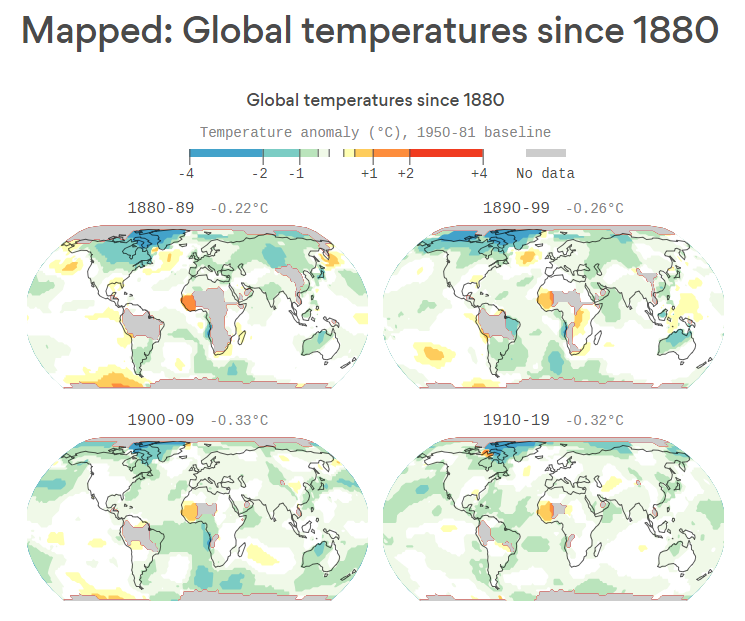 Mapped: Global temperatures since 1880
Global temperatures since 1880
Temperature anomaly (°C), 1950-81 baseline
-4 -2 -1 +1 +2 +4 No data
1880-89 -0.22°C 1890-99 -0.26°C
1900-09 -0.33°C 1910-19 -0.32°C